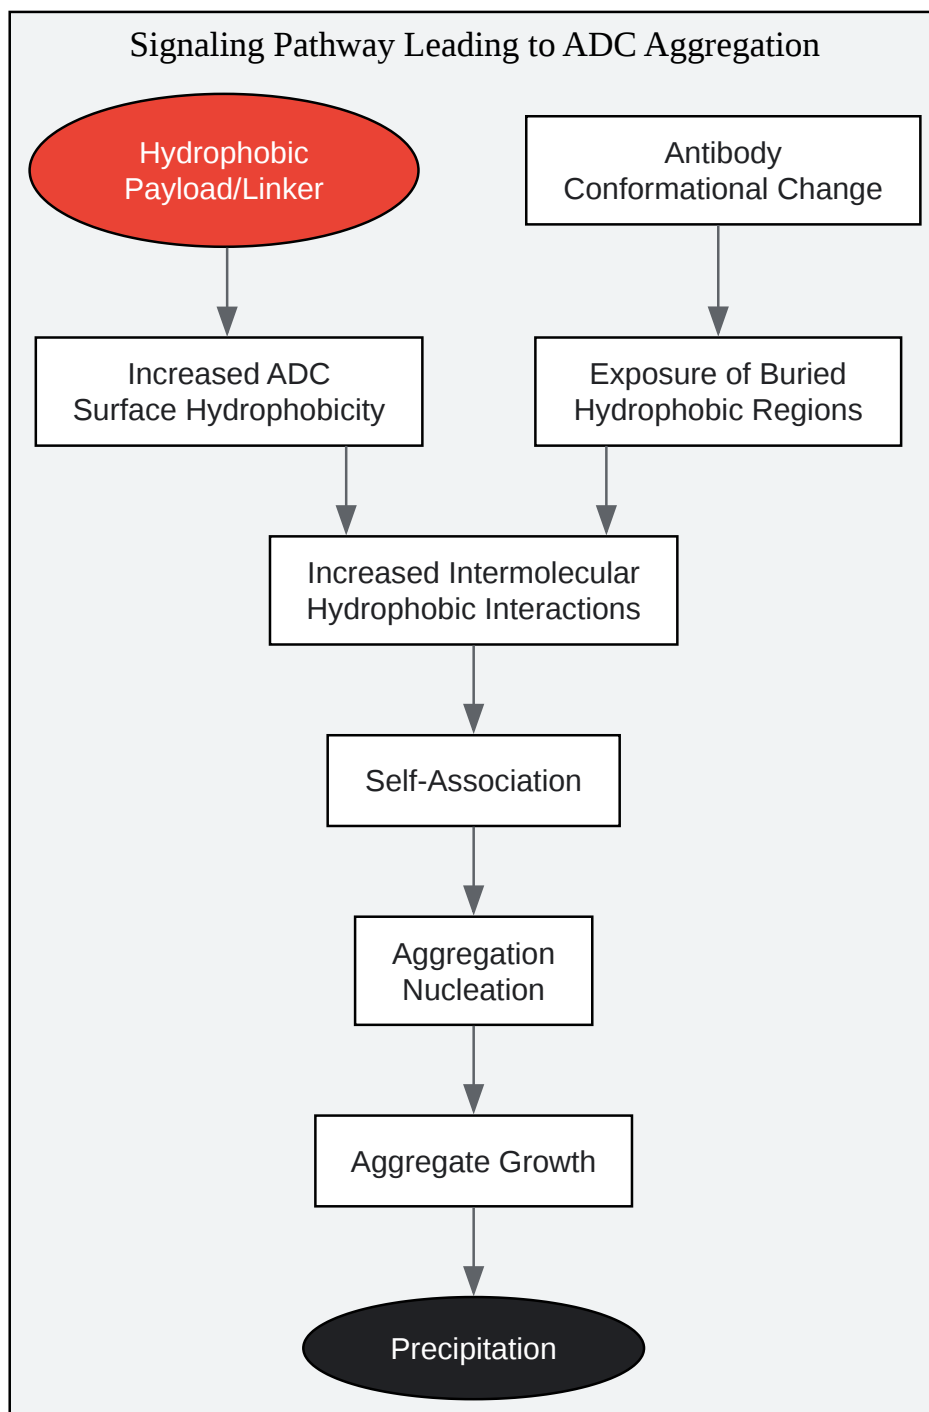 Signaling Pathway Leading to ADC Aggregation
Hydrophobic
Payload/Linker
Antibody
Conformational Change
Increased ADC
Surface Hydrophobicity
Exposure of Buried
Hydrophobic Regions
Increased Intermolecular
Hydrophobic Interactions
Self-Association
Aggregation
Nucleation
Aggregate Growth
Precipitation